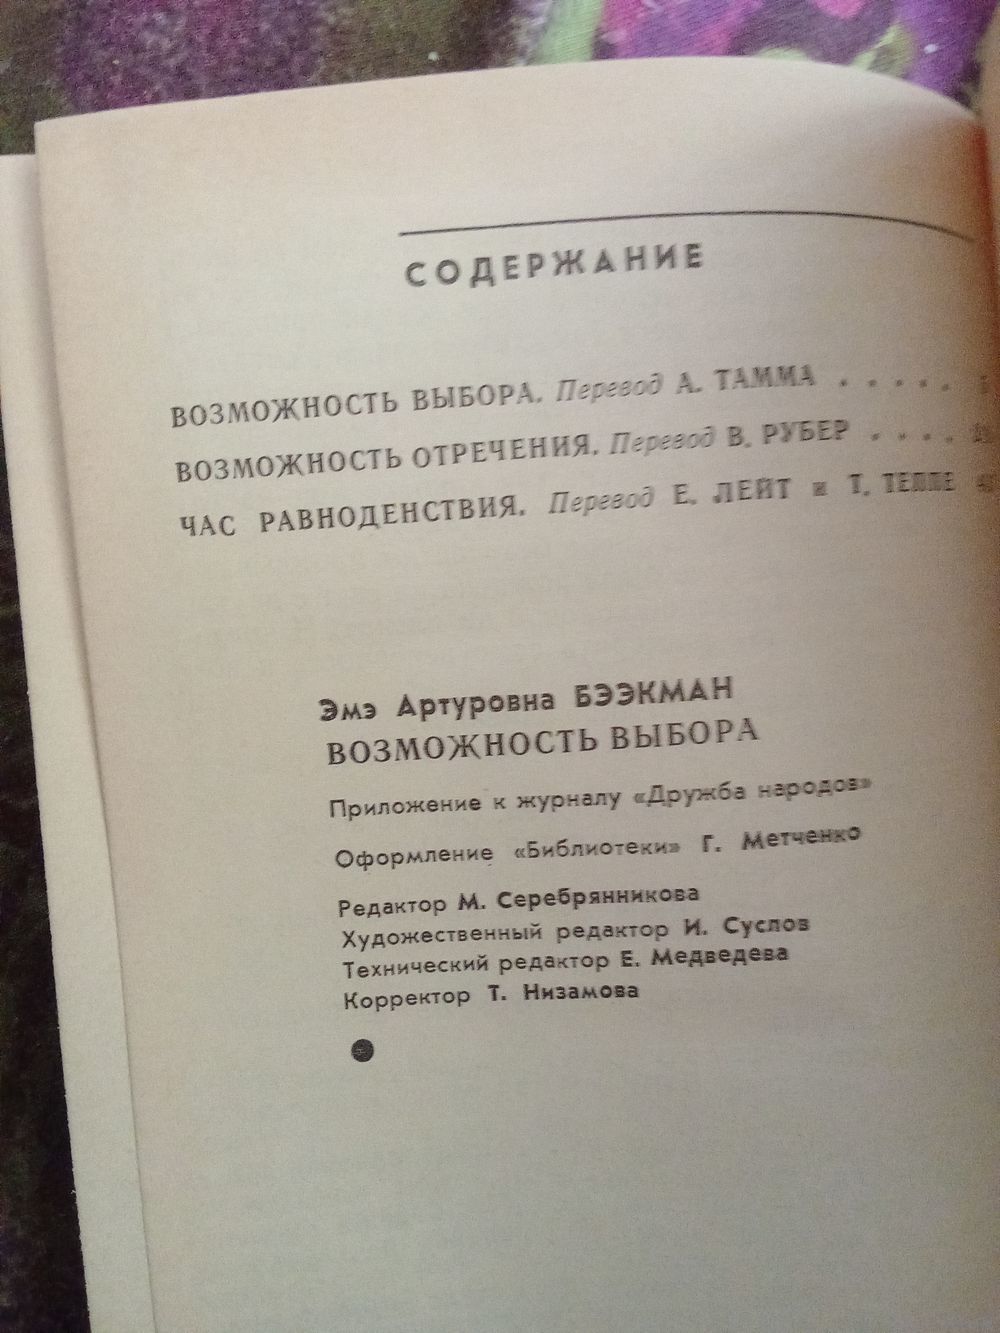 СОДЕРЖАНИЕ
ВОЗМОЖНОСТЬ ВЫБОРА. Перевод А. ТАММА . . . . .
ВОЗМОЖНОСТЬ ОТРЕЧЕНИЯ. Перевод В. РУБЕР . . . .
ЧАС РАВНОДЕНСТВИЯ. Перевод Е. ЛЕЙТ и Т. ТЕППЕ
Эмэ Артуровна БЭЭКМАН
ВОЗМОЖНОСТЬ ВЫБОРА
Приложение к журналу «Дружба народов»
Оформление «Библиотеки» Г. Метченко
Редактор М. Серебрянникова
Художественный редактор И. Суслов
Технический редактор Е. Медведева
Корректор Т. Низамова